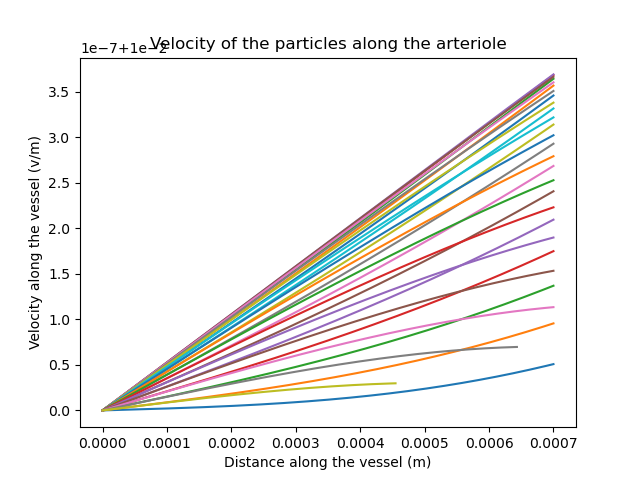 Velocity of the particles along the arteriole
1e−7+1e−2
3.5
3.0
2.5
2.0
1.5
1.0
0.5
0.0
Velocity along the vessel (v/m)
0.0000 0.0001 0.0002 0.0003 0.0004 0.0005 0.0006 0.0007
Distance along the vessel (m)